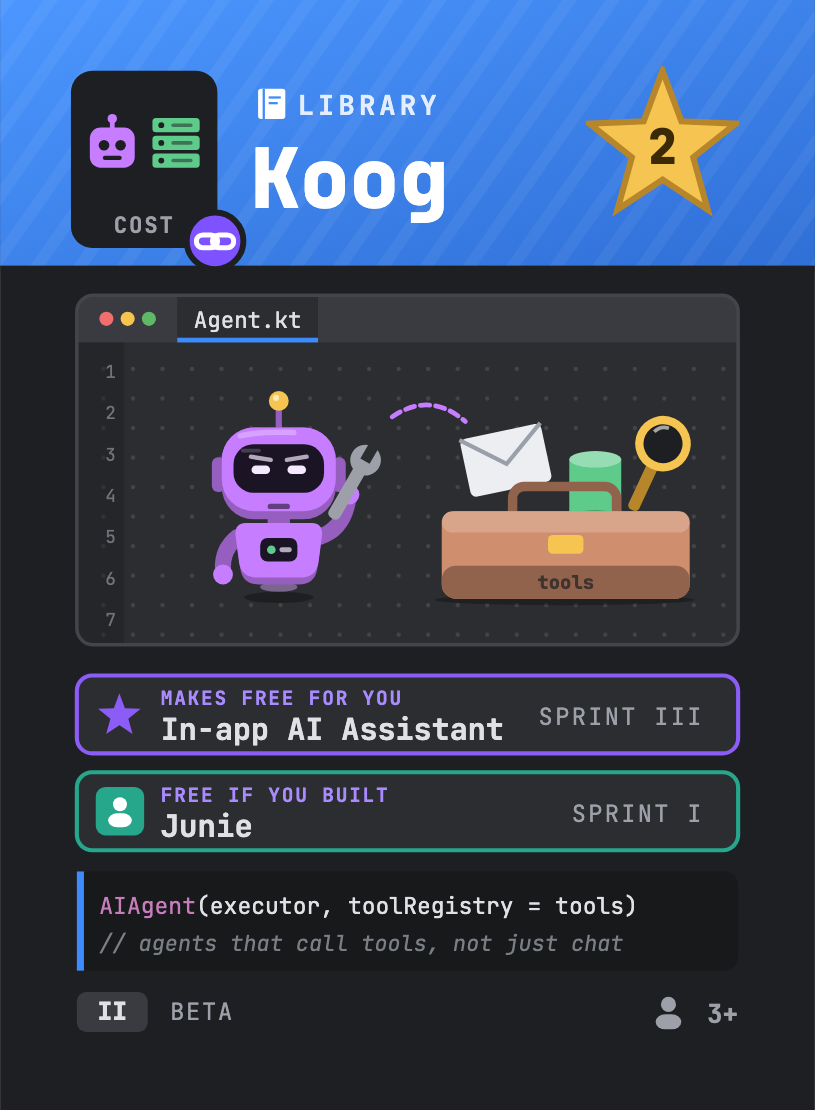 LIBRARY
Koog
2
COST
Agent.kt
1
2
3
4
5
6
7
tools
MAKES FREE FOR YOU
In-app AI Assistant
SPRINT III
FREE IF YOU BUILT
Junie
SPRINT I
AIAgent(executor, toolRegistry = tools)
// agents that call tools, not just chat
II BETA
3+